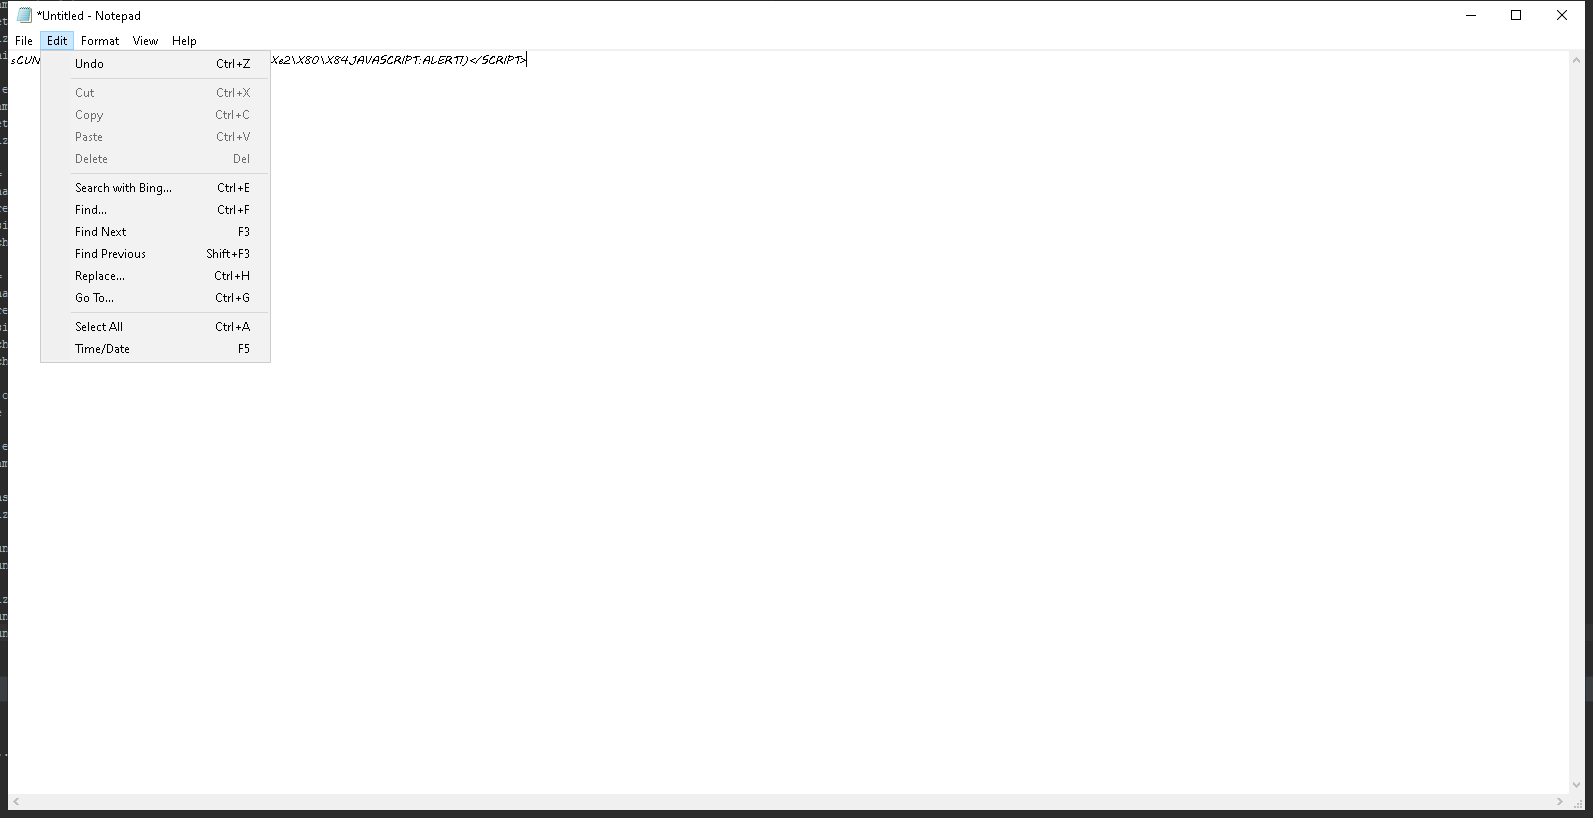 *Untitled - Notepad
File Edit Format View Help
sCUN Xe2\X80\X84JAVASCRIPT:ALERT1)</SCRIPT>
Undo Ctrl+Z
Cut Ctrl+X
Copy Ctrl+C
Paste Ctrl+V
Delete Del
Search with Bing... Ctrl+E
Find... Ctrl+F
Find Next F3
Find Previous Shift+F3
Replace... Ctrl+H
Go To... Ctrl+G
Select All Ctrl+A
Time/Date F5